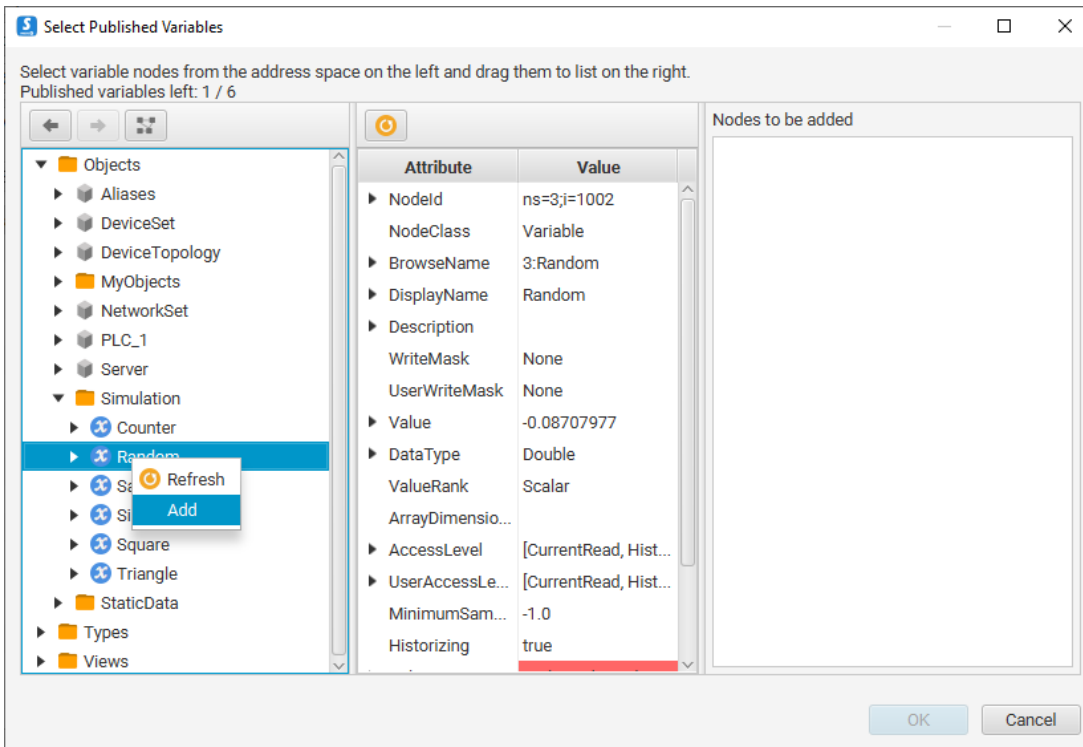 Select Published Variables
Select variable nodes from the address space on the left and drag them to list on the right.
Published variables left: 1 / 6
Objects
Aliases
DeviceSet
DeviceTopology
MyObjects
NetworkSet
PLC_1
Server
Simulation
Counter
Random
Refresh
Add
Square
Triangle
StaticData
Types
Views
Attribute Value
NodeId ns=3;i=1002
NodeClass Variable
BrowseName 3:Random
DisplayName Random
Description
WriteMask None
UserWriteMask None
Value -0.08707977
DataType Double
ValueRank Scalar
ArrayDimensio...
AccessLevel [CurrentRead, Hist...
UserAccessLe... [CurrentRead, Hist...
MinimumSam... -1.0
Historizing true
Nodes to be added
OK Cancel